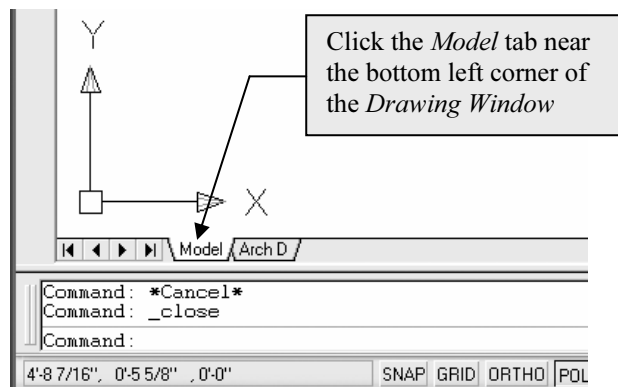 Y
Click the Model tab near
the bottom left corner of
the Drawing Window
X
Model Arch D
Command: *Cancel*
Command: _close
Command:
4'-8 7/16", 0'-5 5/8" , 0'-0" SNAP GRID ORTHO POL